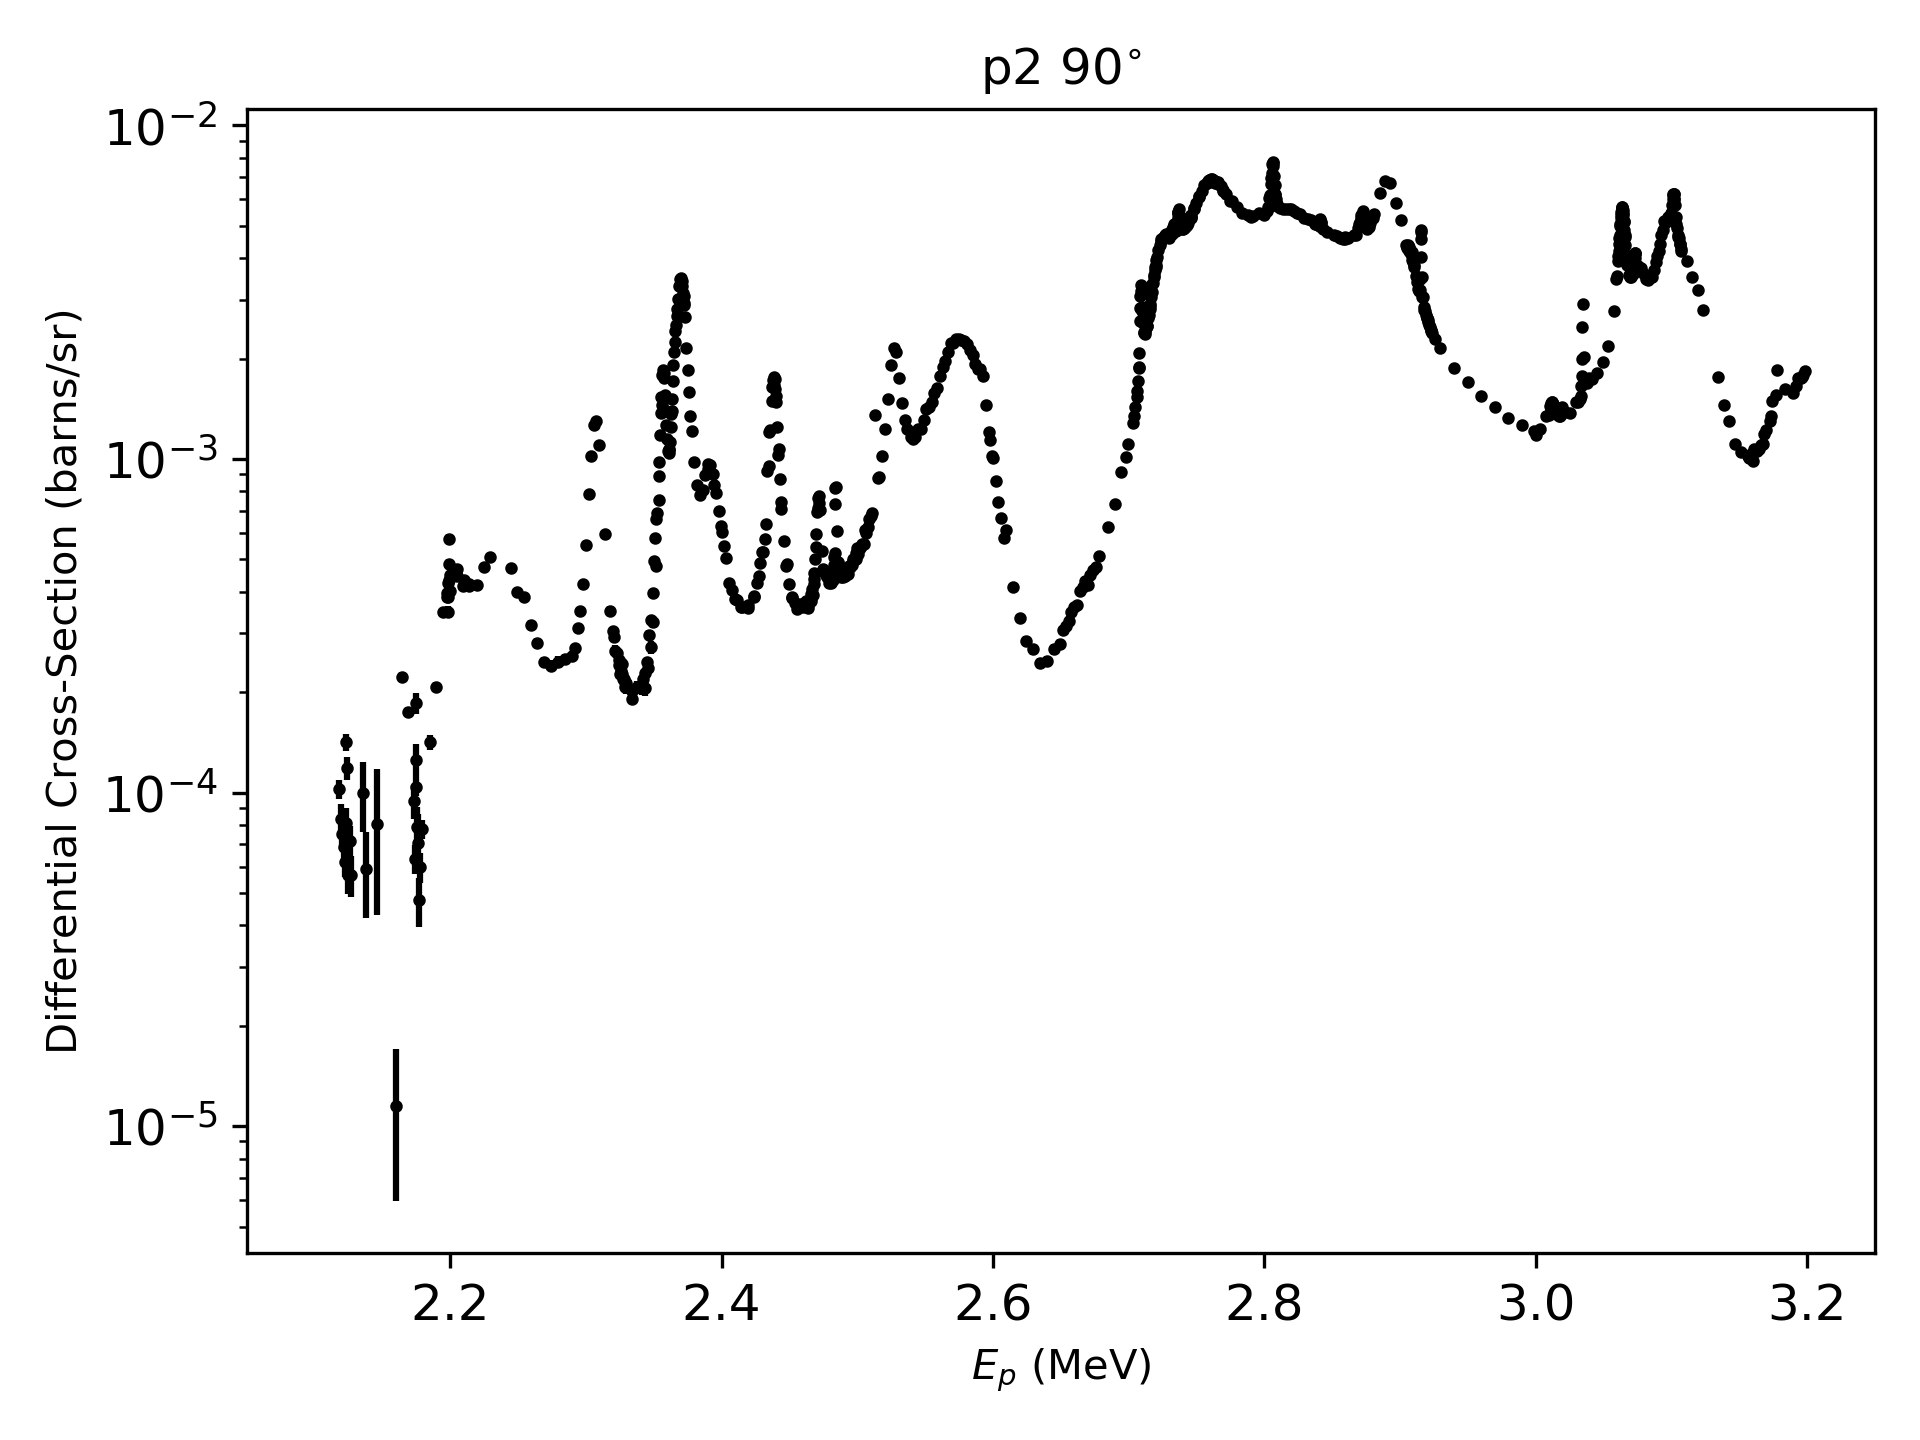 p2 90°
10⁻²
10⁻³
10⁻⁴
10⁻⁵
Differential Cross-Section (barns/sr)
2.2 2.4 2.6 2.8 3.0 3.2
Eₚ (MeV)